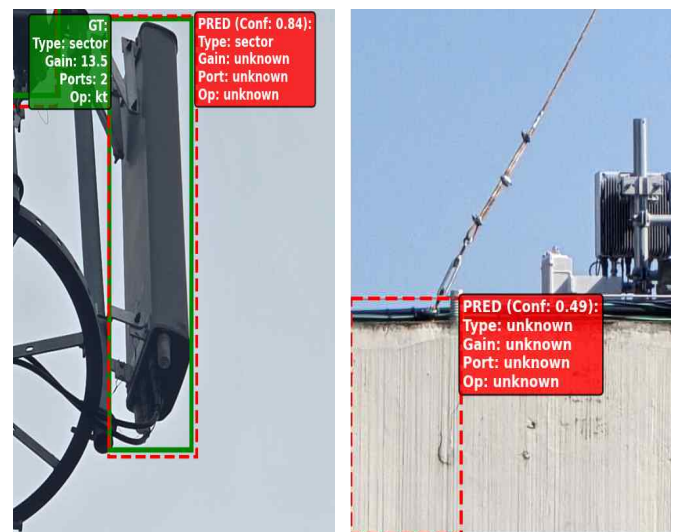 GT:
Type: sector
Gain: 13.5
Ports: 2
Op: kt
PRED (Conf: 0.84):
Type: sector
Gain: unknown
Port: unknown
Op: unknown
PRED (Conf: 0.49):
Type: unknown
Gain: unknown
Port: unknown
Op: unknown